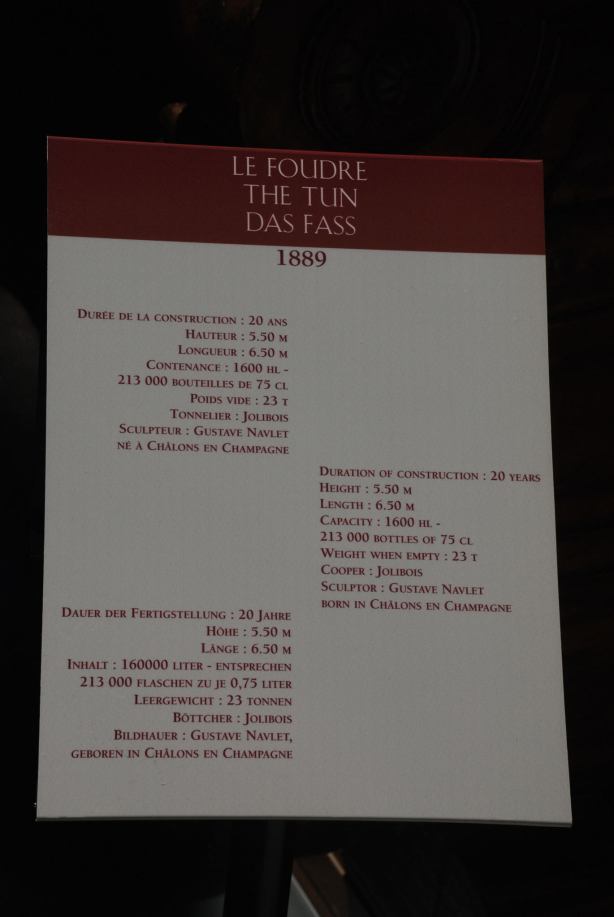 LE FOUDRE
THE TUN
DAS FASS
1889
DURÉE DE LA CONSTRUCTION : 20 ANS
HAUTEUR : 5.50 M
LONGUEUR : 6.50 M
CONTENANCE : 1600 HL -
213 000 BOUTEILLES DE 75 CL
POIDS VIDE : 23 T
TONNELIER : JOLIBOIS
SCULPTEUR : GUSTAVE NAVLET
NÉ À CHÂLONS EN CHAMPAGNE
DURATION OF CONSTRUCTION : 20 YEARS
HEIGHT : 5.50 M
LENGTH : 6.50 M
CAPACITY : 1600 HL -
213 000 BOTTLES OF 75 CL
WEIGHT WHEN EMPTY : 23 T
COOPER : JOLIBOIS
SCULPTOR : GUSTAVE NAVLET
BORN IN CHÂLONS EN CHAMPAGNE
DAUER DER FERTIGSTELLUNG : 20 JAHRE
HÖHE : 5.50 M
LÄNGE : 6.50 M
INHALT : 160000 LITER - ENTSPRECHEN
213 000 FLASCHEN ZU JE 0,75 LITER
LEERGEWICHT : 23 TONNEN
BÖTTCHER : JOLIBOIS
BILDHAUER : GUSTAVE NAVLET,
GEBOREN IN CHÂLONS EN CHAMPAGNE